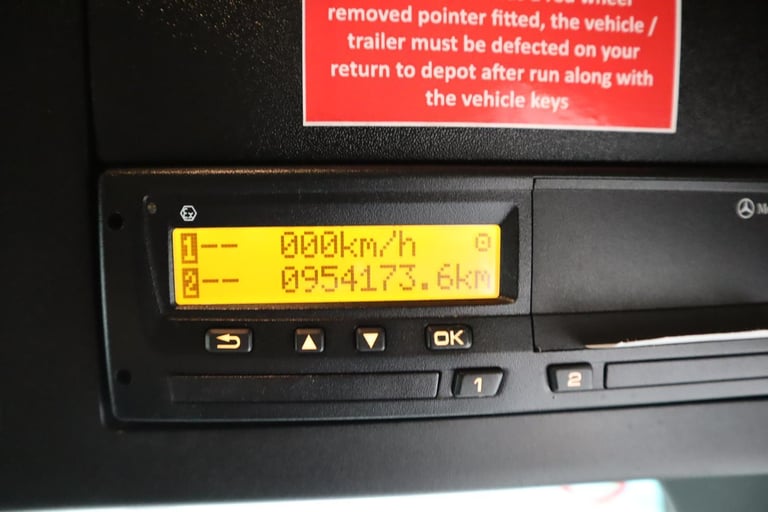 removed pointer fitted, the vehicle /
trailer must be defected on your
return to depot after run along with
the vehicle keys
Ex
1-- 000km/h
2-- 0954173.6km
OK
1
2